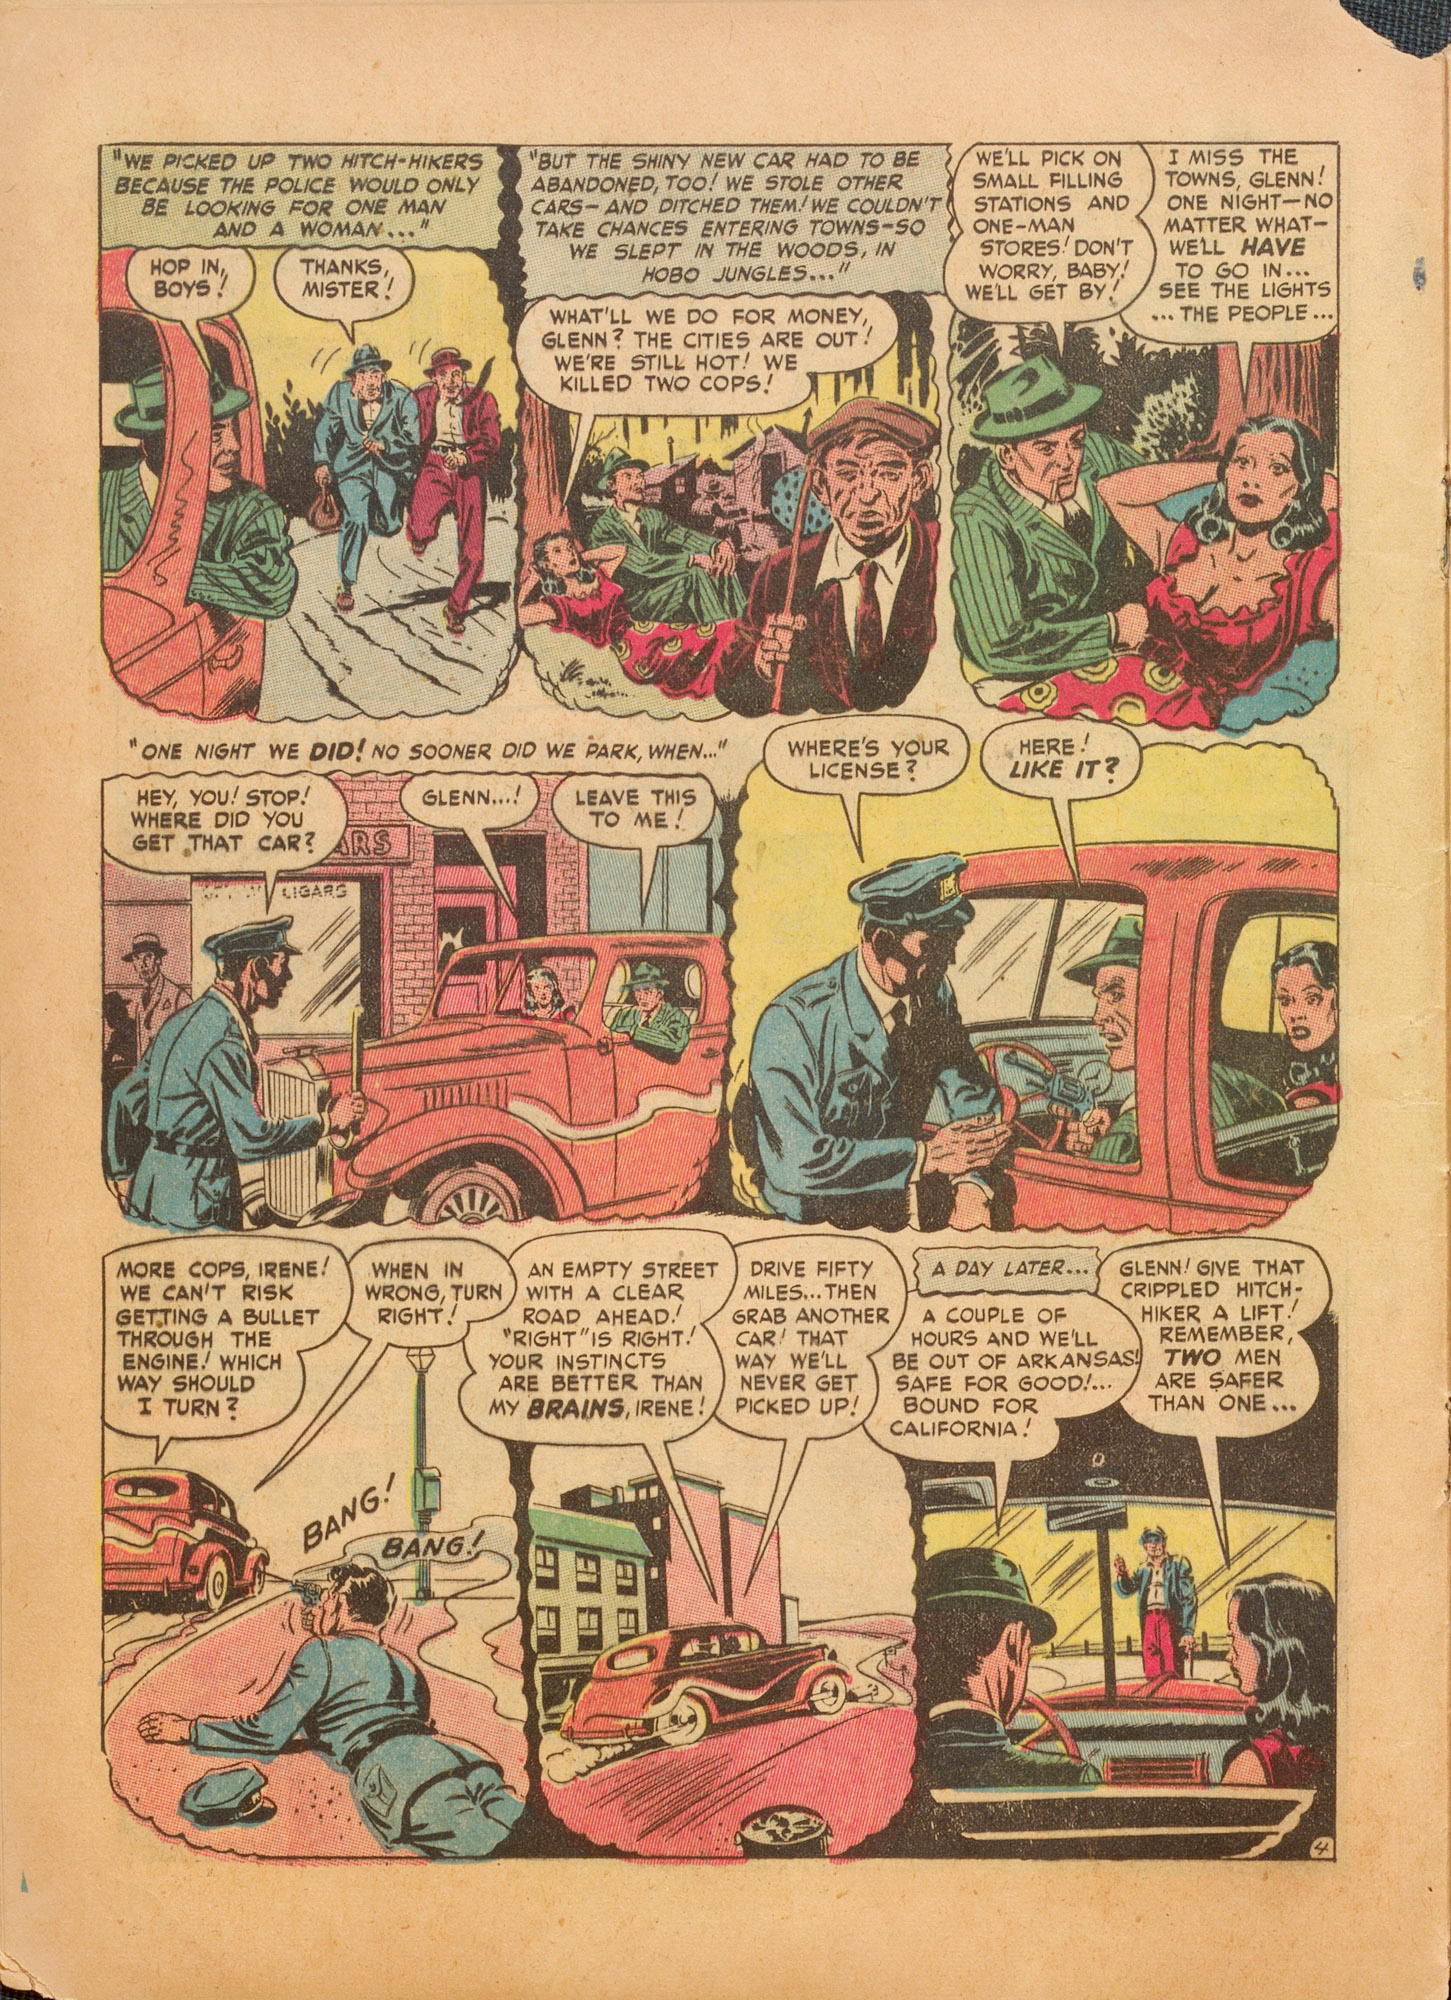 "WE PICKED UP TWO HITCH-HIKERS
BECAUSE THE POLICE WOULD ONLY
BE LOOKING FOR ONE MAN
AND A WOMAN..."
HOP IN,
BOYS!
THANKS,
MISTER!
"BUT THE SHINY NEW CAR HAD TO BE
ABANDONED, TOO! WE STOLE OTHER
CARS—AND DITCHED THEM! WE COULDN'T
TAKE CHANCES ENTERING TOWNS—SO
WE SLEPT IN THE WOODS, IN
HOBO JUNGLES..."
WHAT'LL WE DO FOR MONEY,
GLENN? THE CITIES ARE OUT!
WE'RE STILL HOT! WE
KILLED TWO COPS!
WE'LL PICK ON
SMALL FILLING
STATIONS AND
ONE-MAN
STORES! DON'T
WORRY, BABY!
WE'LL GET BY!
I MISS THE
TOWNS, GLENN!
ONE NIGHT—NO
MATTER WHAT—
WE'LL HAVE
TO GO IN...
SEE THE LIGHTS
...THE PEOPLE...
"ONE NIGHT WE DID! NO SOONER DID WE PARK, WHEN..."
HEY, YOU! STOP!
WHERE DID YOU
GET THAT CAR?
GLENN...!
LEAVE THIS
TO ME!
ARS
CIGARS
WHERE'S YOUR
LICENSE?
HERE!
LIKE IT?
MORE COPS, IRENE!
WE CAN'T RISK
GETTING A BULLET
THROUGH THE
ENGINE! WHICH
WAY SHOULD
I TURN?
WHEN IN
WRONG, TURN
RIGHT!
BANG!
BANG!
AN EMPTY STREET
WITH A CLEAR
ROAD AHEAD!
"RIGHT" IS RIGHT!
YOUR INSTINCTS
ARE BETTER THAN
MY BRAINS, IRENE!
DRIVE FIFTY
MILES...THEN
GRAB ANOTHER
CAR! THAT
WAY WE'LL
NEVER GET
PICKED UP!
A DAY LATER...
A COUPLE OF
HOURS AND WE'LL
BE OUT OF ARKANSAS!
SAFE FOR GOOD!...
BOUND FOR
CALIFORNIA!
GLENN! GIVE THAT
CRIPPLED HITCH-
HIKER A LIFT!
REMEMBER,
TWO MEN
ARE SAFER
THAN ONE...
4